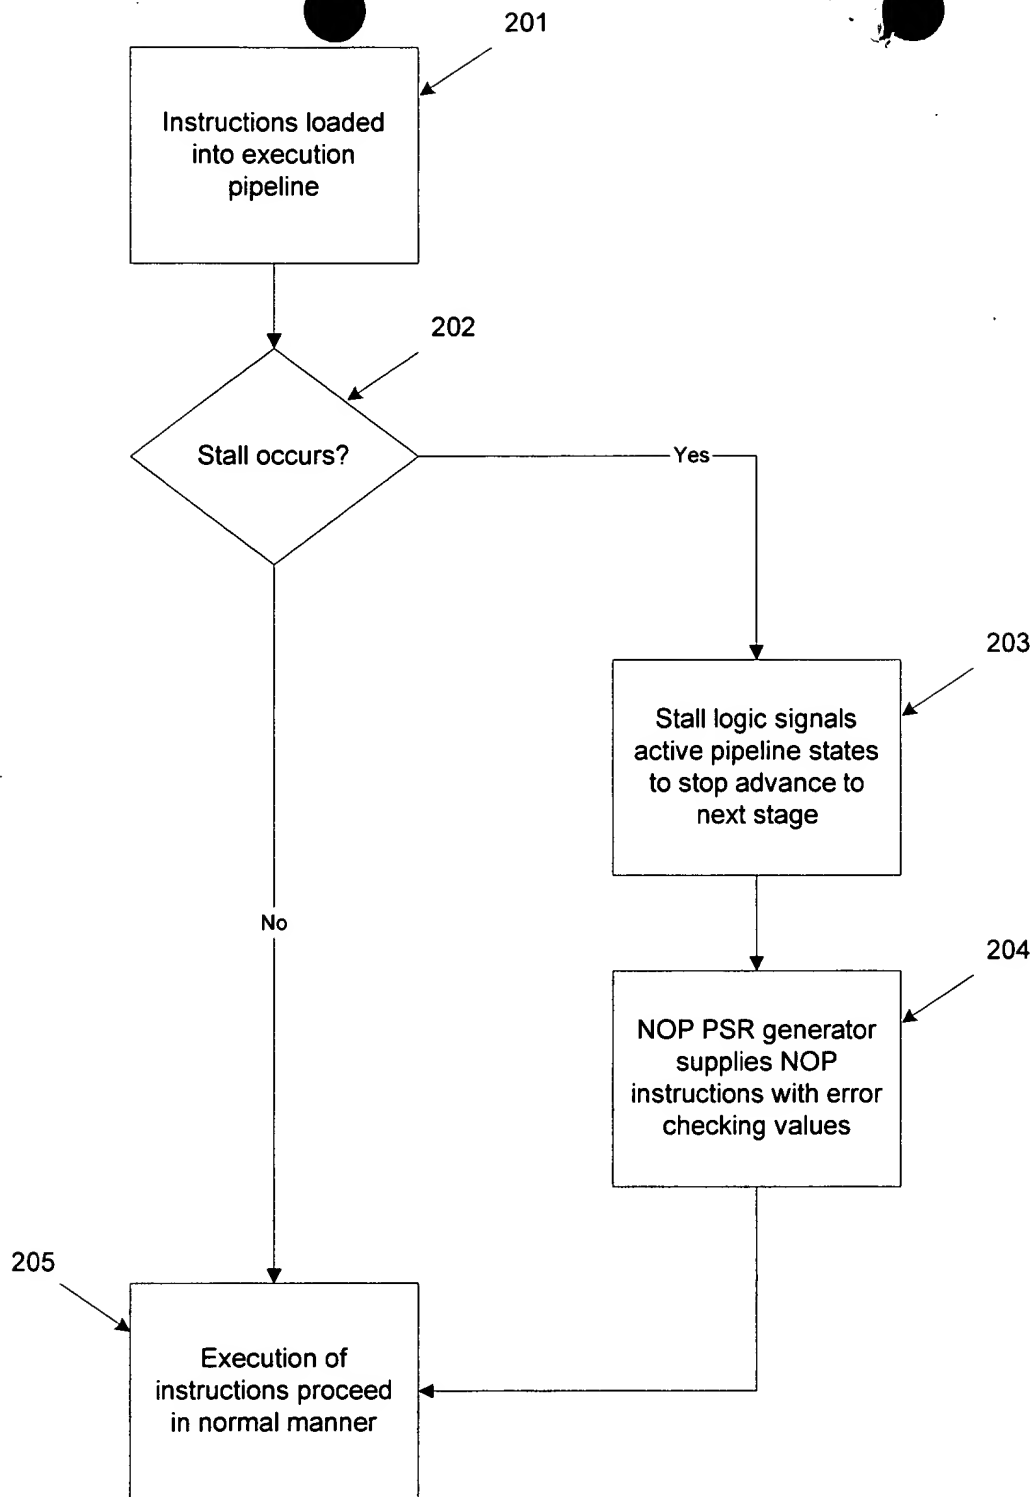 201
Instructions loaded
into execution
pipeline
202
Stall occurs?
Yes
203
Stall logic signals
active pipeline states
to stop advance to
next stage
No
204
NOP PSR generator
supplies NOP
instructions with error
checking values
205
Execution of
instructions proceed
in normal manner